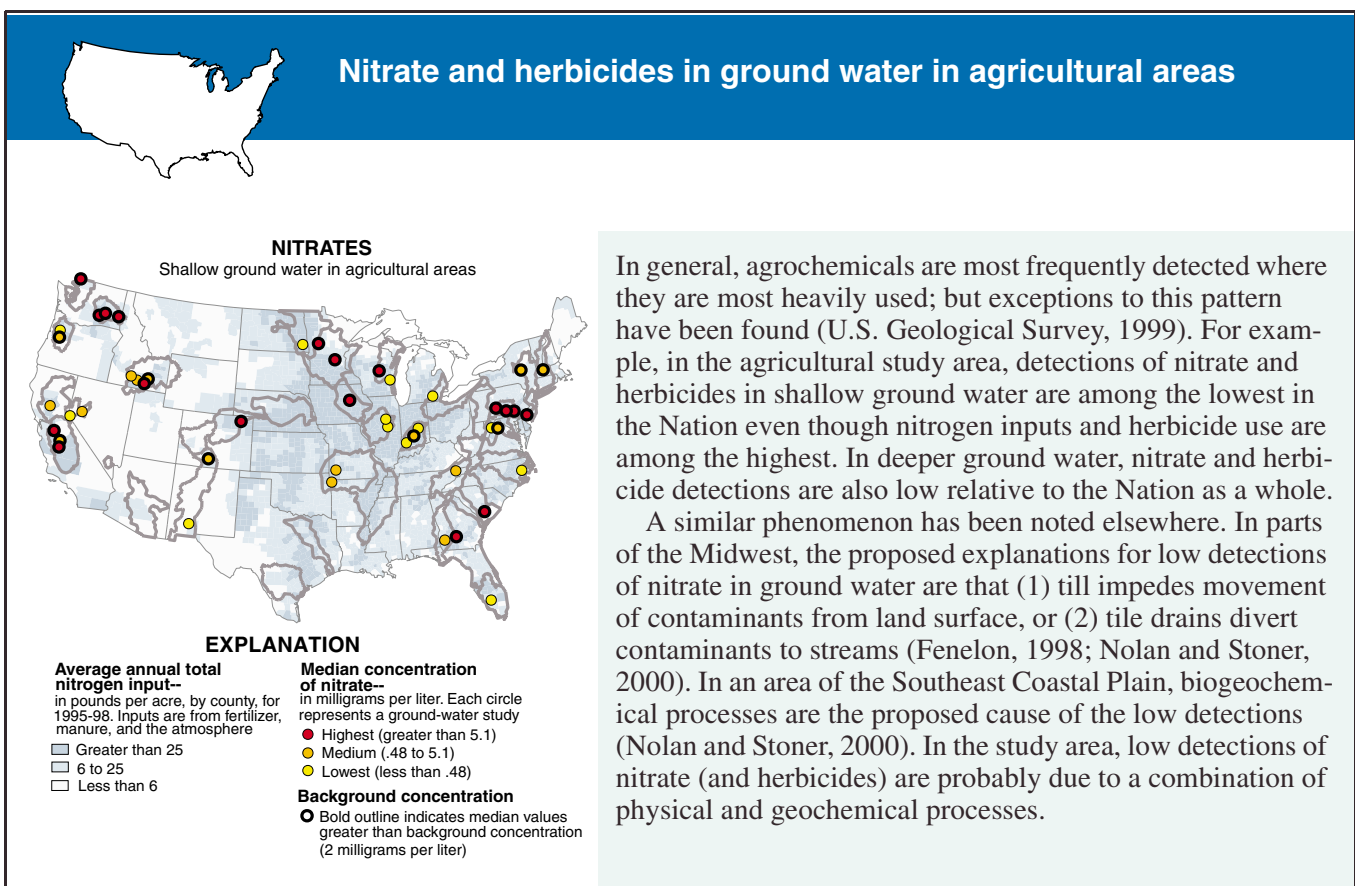 Nitrate and herbicides in ground water in agricultural areas
NITRATES
Shallow ground water in agricultural areas
EXPLANATION
Average annual total
nitrogen input--
in pounds per acre, by county, for
1995-98. Inputs are from fertilizer,
manure, and the atmosphere
Greater than 25
6 to 25
Less than 6
Median concentration
of nitrate--
in milligrams per liter. Each circle
represents a ground-water study
Highest (greater than 5.1)
Medium (.48 to 5.1)
Lowest (less than .48)
Background concentration
Bold outline indicates median values
greater than background concentration
(2 milligrams per liter)
In general, agrochemicals are most frequently detected where
they are most heavily used; but exceptions to this pattern
have been found (U.S. Geological Survey, 1999). For exam-
ple, in the agricultural study area, detections of nitrate and
herbicides in shallow ground water are among the lowest in
the Nation even though nitrogen inputs and herbicide use are
among the highest. In deeper ground water, nitrate and herbi-
cide detections are also low relative to the Nation as a whole.
A similar phenomenon has been noted elsewhere. In parts
of the Midwest, the proposed explanations for low detections
of nitrate in ground water are that (1) till impedes movement
of contaminants from land surface, or (2) tile drains divert
contaminants to streams (Fenelon, 1998; Nolan and Stoner,
2000). In an area of the Southeast Coastal Plain, biogeochem-
ical processes are the proposed cause of the low detections
(Nolan and Stoner, 2000). In the study area, low detections of
nitrate (and herbicides) are probably due to a combination of
physical and geochemical processes.